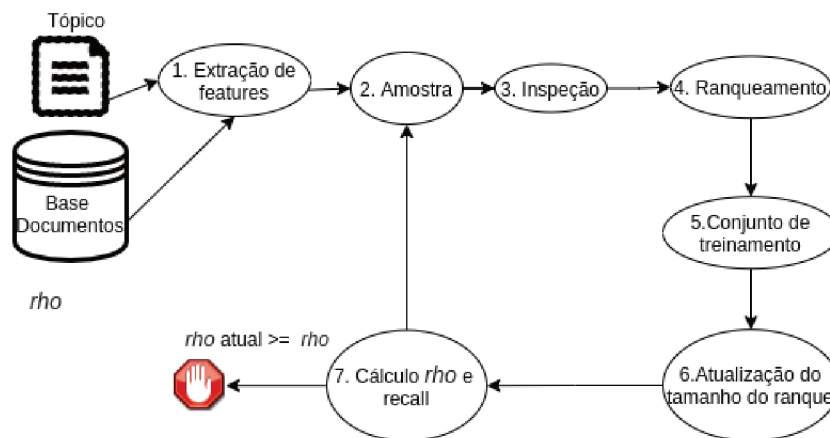 Tópico
1. Extração de
features
2. Amostra
3. Inspeção
4. Ranqueamento
Base
Documentos
5.Conjunto de
treinamento
rho
rho atual >= rho
7. Cálculo rho e
recall
6.Atualização do
tamanho do ranque